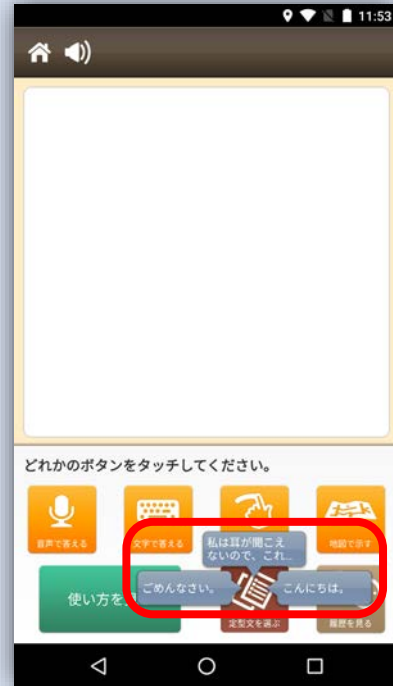 11:53
どれかのボタンをタッチしてください。
音声で答える
文字で答える
地図で示す
私は耳が聞こえ
ないので、これ...
ごめんなさい。
こんにちは。
使い方を
定型文を選ぶ
履歴を見る